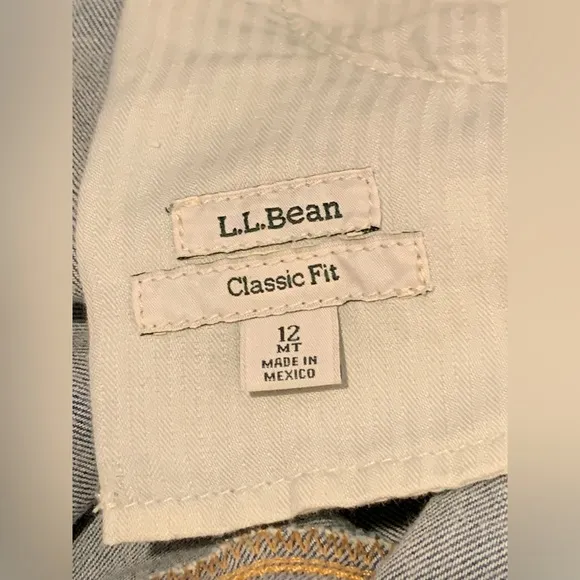 L.L.Bean
Classic Fit
12
MT
MADE IN
MEXICO